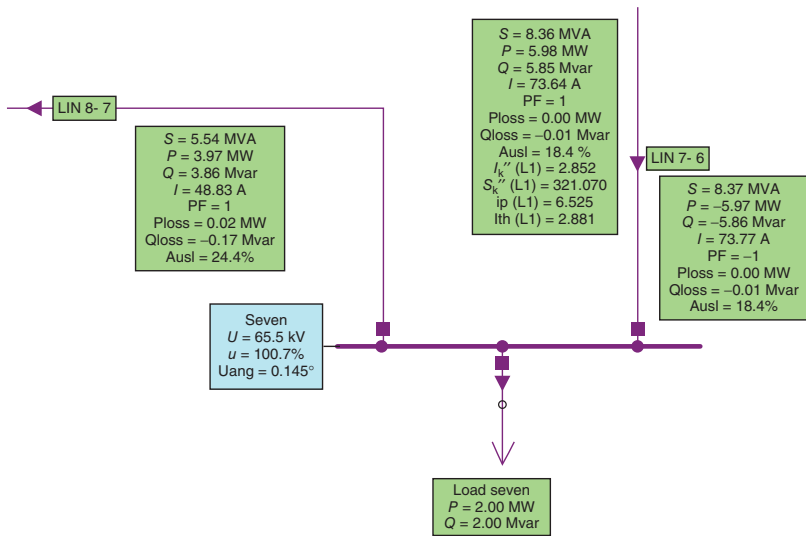 S = 8.36 MVA
P = 5.98 MW
Q = 5.85 Mvar
I = 73.64 A
PF = 1
Ploss = 0.00 MW
Qloss = –0.01 Mvar
Ausl = 18.4 %
Ik″ (L1) = 2.852
Sk″ (L1) = 321.070
ip (L1) = 6.525
Ith (L1) = 2.881
LIN 8- 7
S = 5.54 MVA
P = 3.97 MW
Q = 3.86 Mvar
I = 48.83 A
PF = 1
Ploss = 0.02 MW
Qloss = –0.17 Mvar
Ausl = 24.4%
LIN 7- 6
S = 8.37 MVA
P = –5.97 MW
Q = –5.86 Mvar
I = 73.77 A
PF = –1
Ploss = 0.00 MW
Qloss = –0.01 Mvar
Ausl = 18.4%
Seven
U = 65.5 kV
u = 100.7%
Uang = 0.145°
Load seven
P = 2.00 MW
Q = 2.00 Mvar